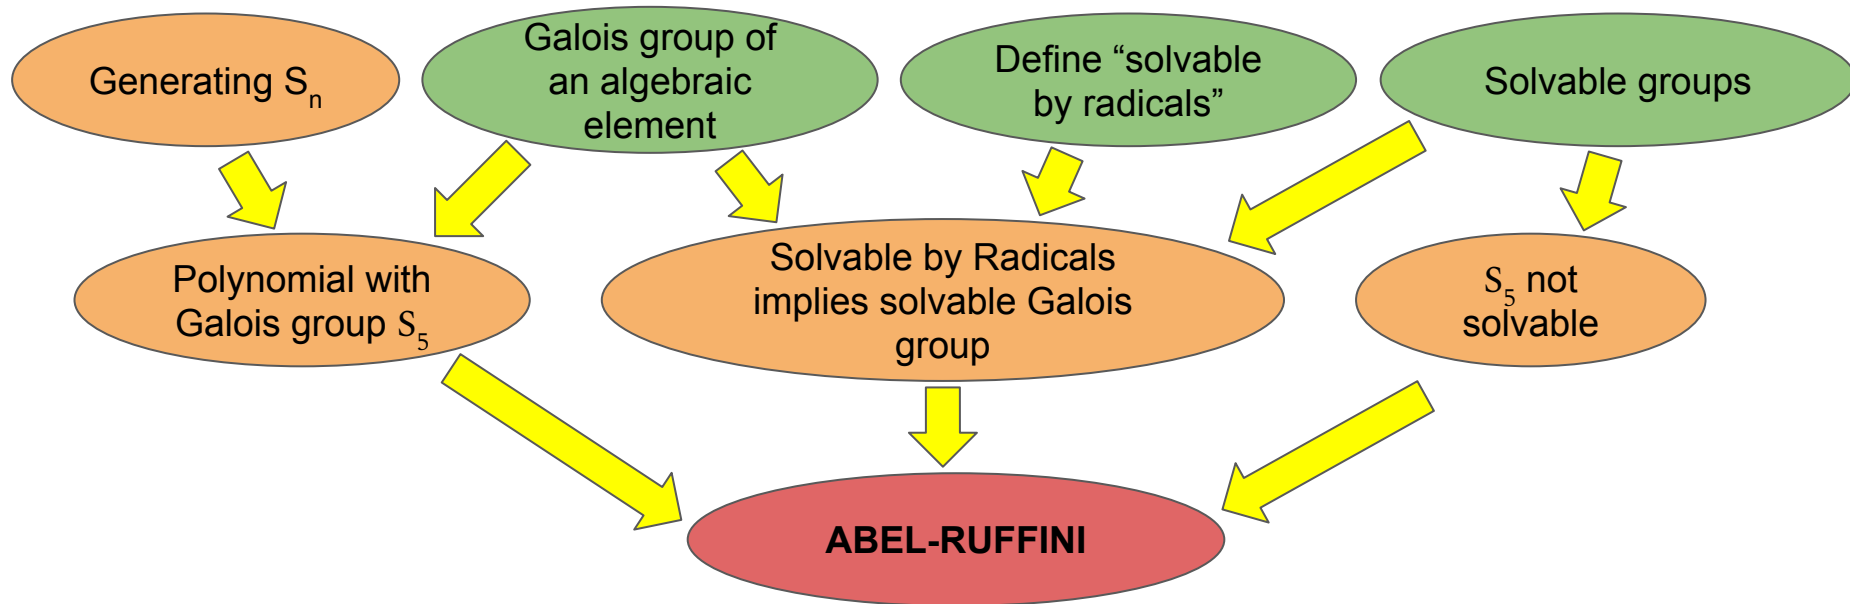 Generating Sₙ
Galois group of
an algebraic
element
Define “solvable
by radicals”
Solvable groups
Polynomial with
Galois group S₅
Solvable by Radicals
implies solvable Galois
group
S₅ not
solvable
ABEL-RUFFINI